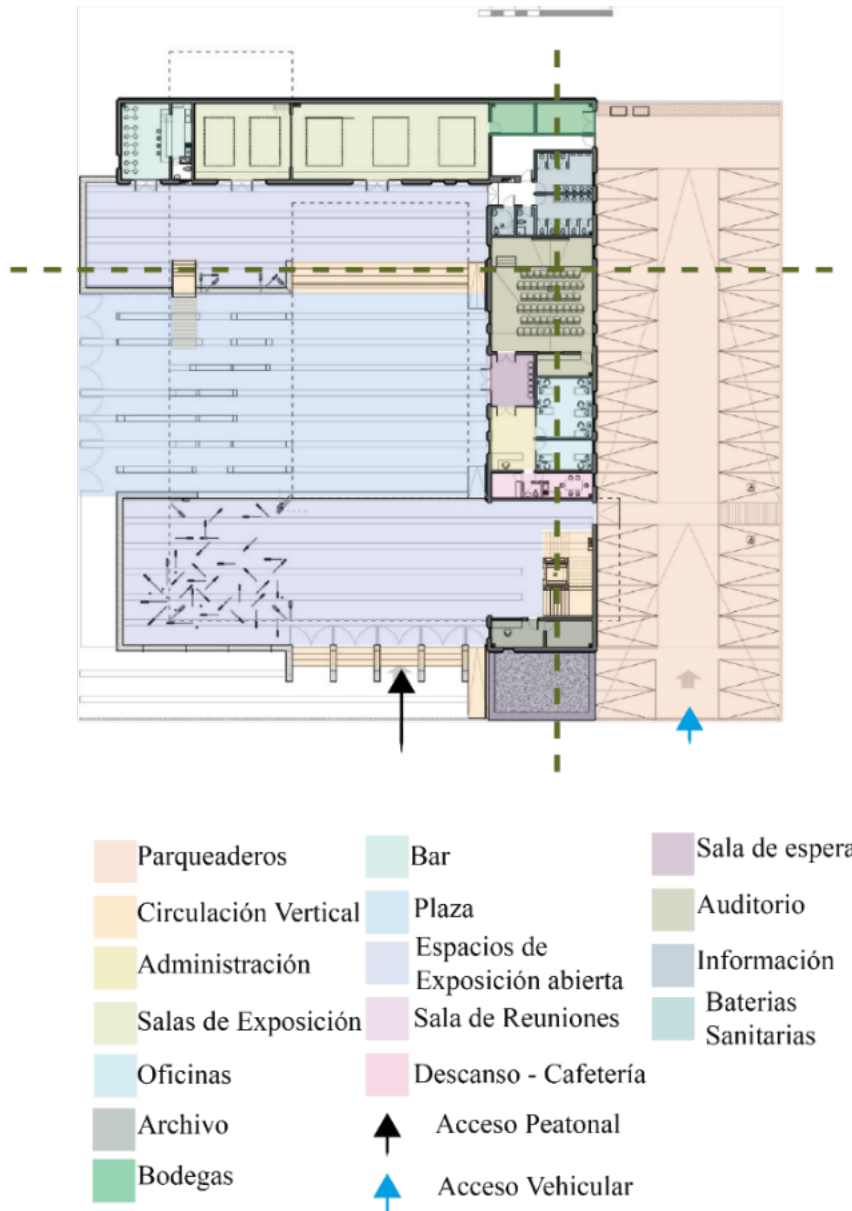 Parqueaderos
Circulación Vertical
Administración
Salas de Exposición
Oficinas
Archivo
Bodegas
Bar
Plaza
Espacios de
Exposición abierta
Sala de Reuniones
Descanso - Cafetería
Acceso Peatonal
Acceso Vehicular
Sala de espera
Auditorio
Información
Baterias
Sanitarias